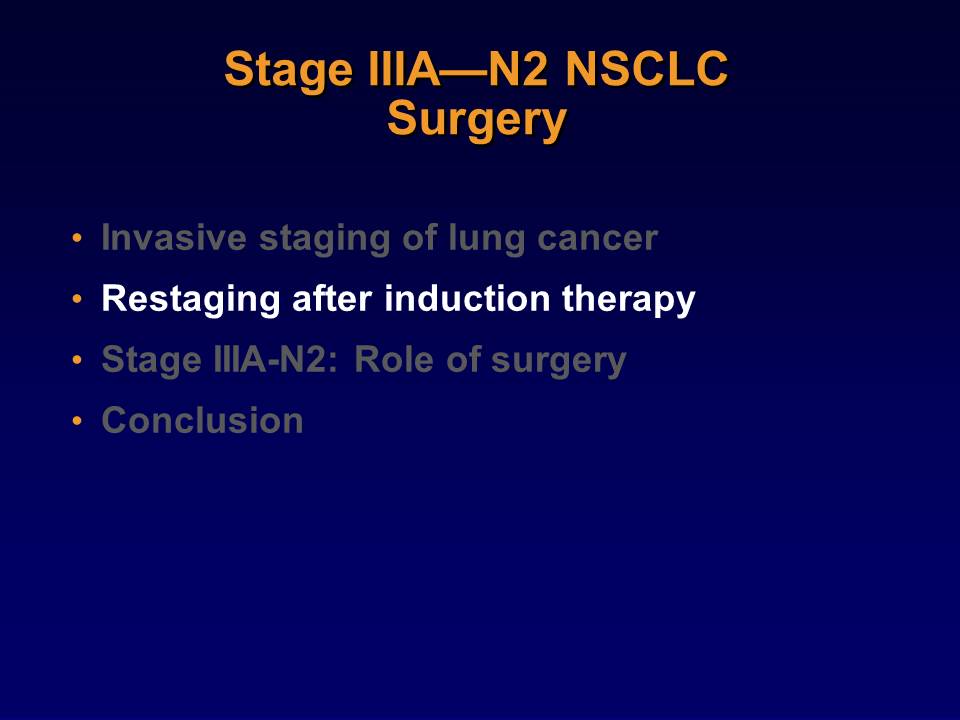 Stage IIIA—N2 NSCLC
Surgery
• Invasive staging of lung cancer
• Restaging after induction therapy
• Stage IIIA-N2: Role of surgery
• Conclusion